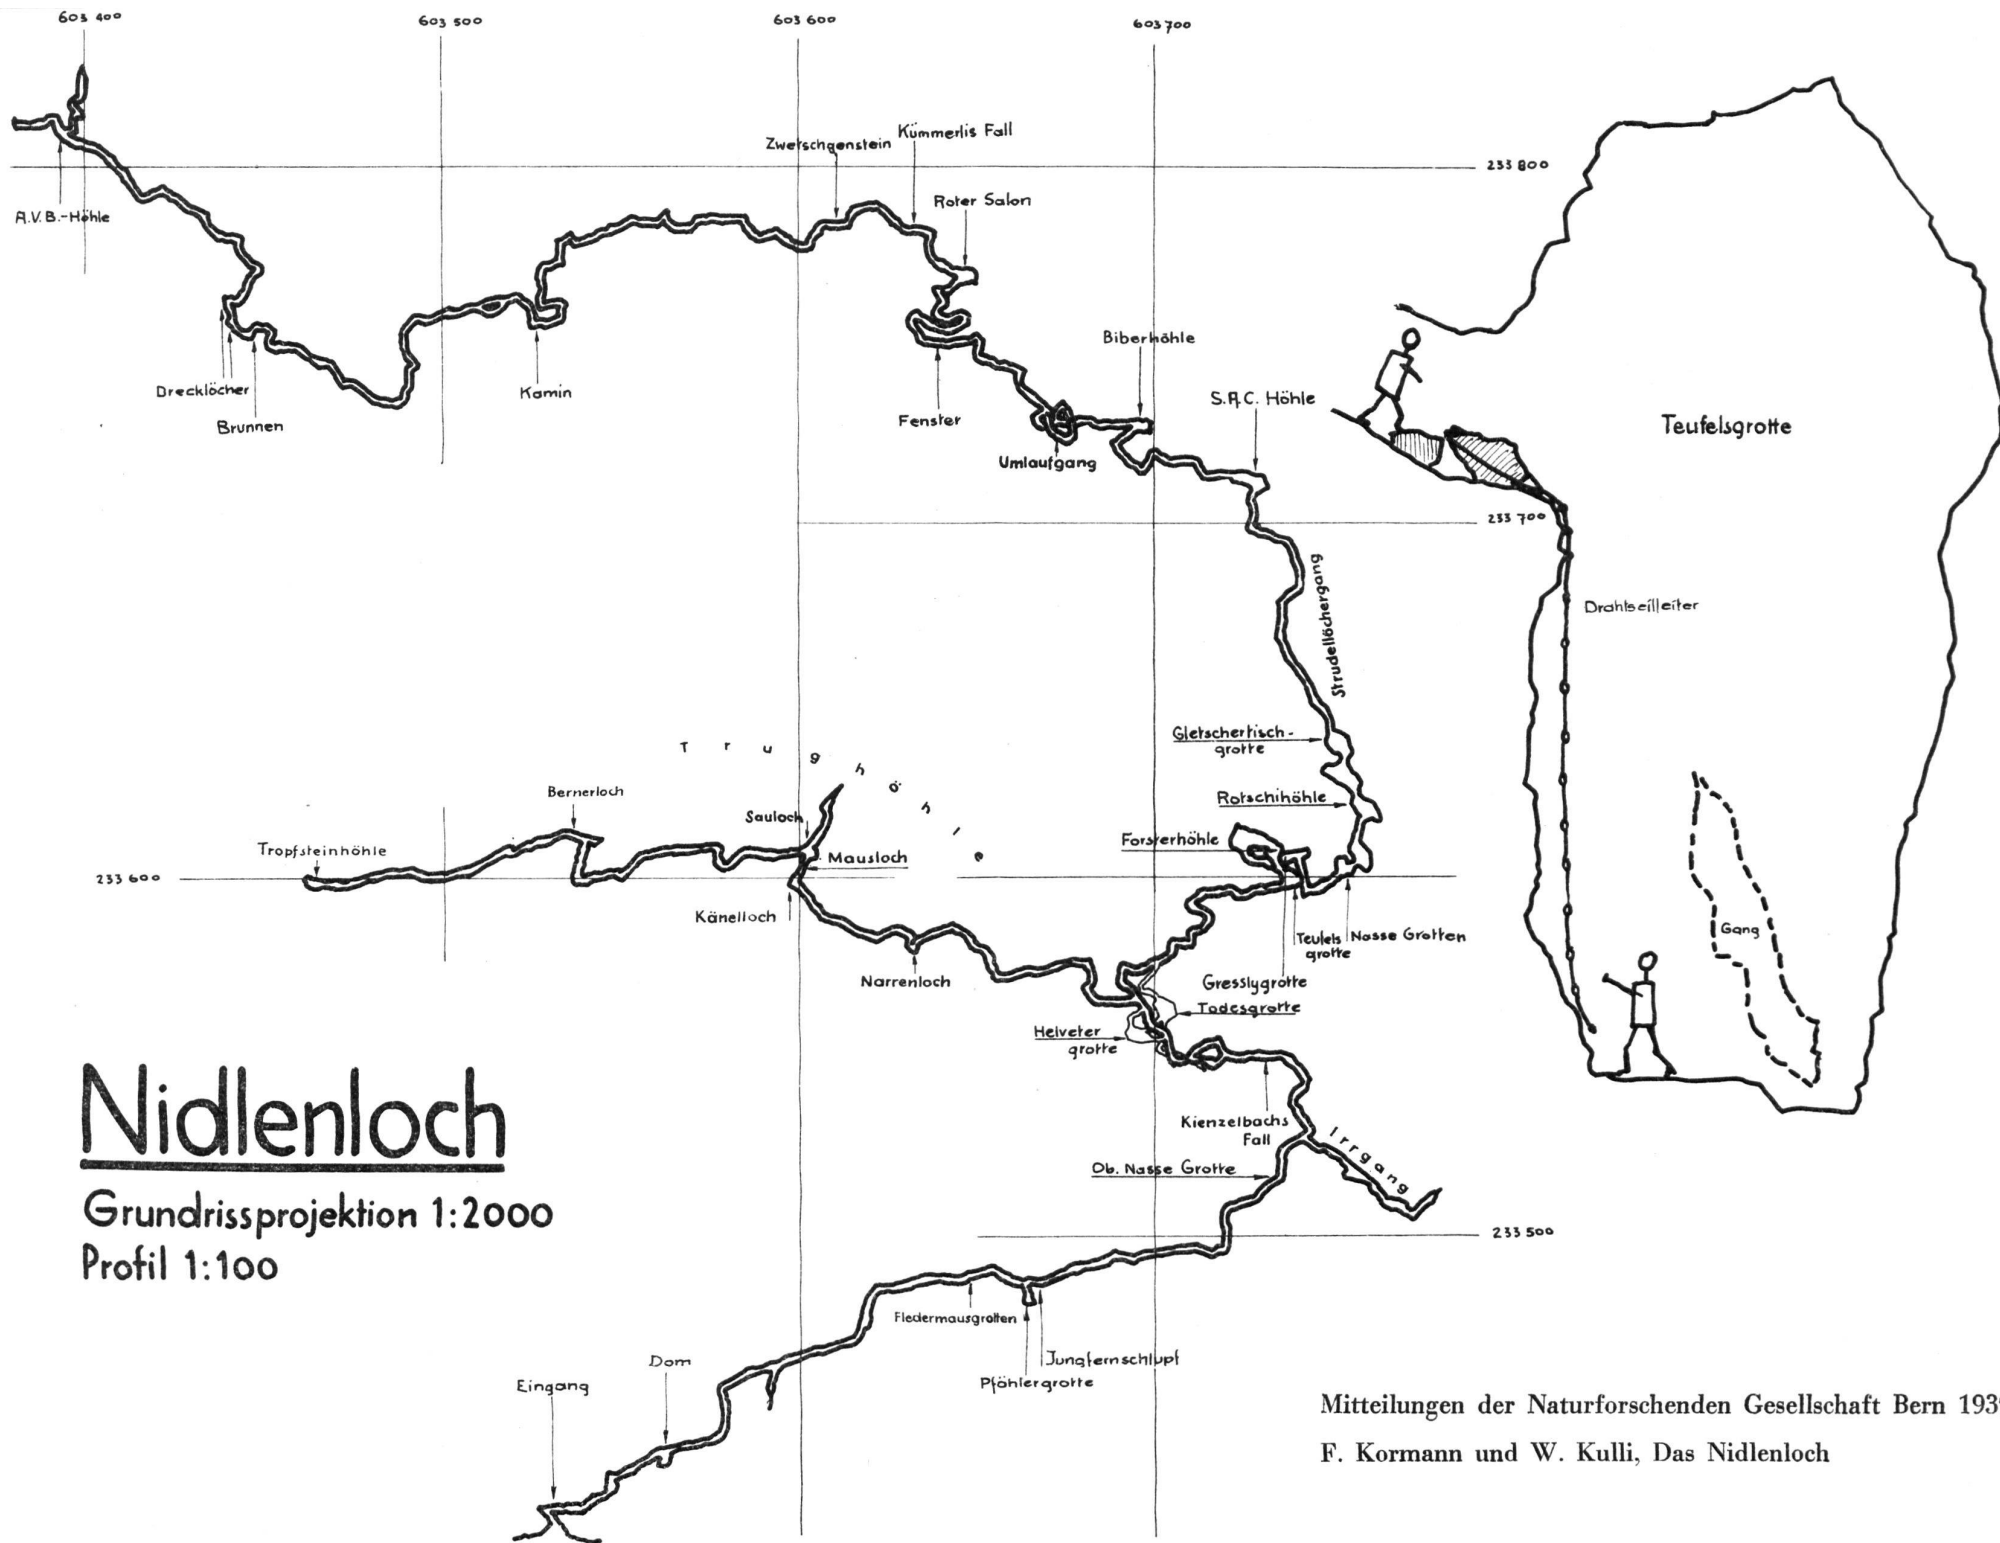 603 400
603 500
603 600
603 700
Zwetschgenstein
Kümmerlis Fall
233 800
A.V.B.-Höhle
Roter Salon
Biberhöhle
Drecklöcher
Brunnen
Kamin
Fenster
S.A.C. Höhle
Umlaufgang
Teufelsgrotte
233 700
Strudellöchergang
Drahtseilleiter
Gletschertisch-
grotte
Trughöhle
Bernerloch
Sauloch
Rötschihöhle
Tropfsteinhöhle
Mausloch
Forsterhöhle
233 600
Känelloch
Teufels
grotte
Nasse Grotten
Gang
Narrenloch
Gresslygrotte
Todesgrotte
Helveter
grotte
Kienzelbachs
Fall
Irrgang
Ob. Nasse Grotte
233 500
Nidlenloch
Grundrissprojektion 1:2000
Profil 1:100
Fledermausgrotten
Jungfernschlupf
Pfählergrotte
Dom
Eingang
Mitteilungen der Naturforschenden Gesellschaft Bern
F. Kormann und W. Kulli, Das Nidlenloch